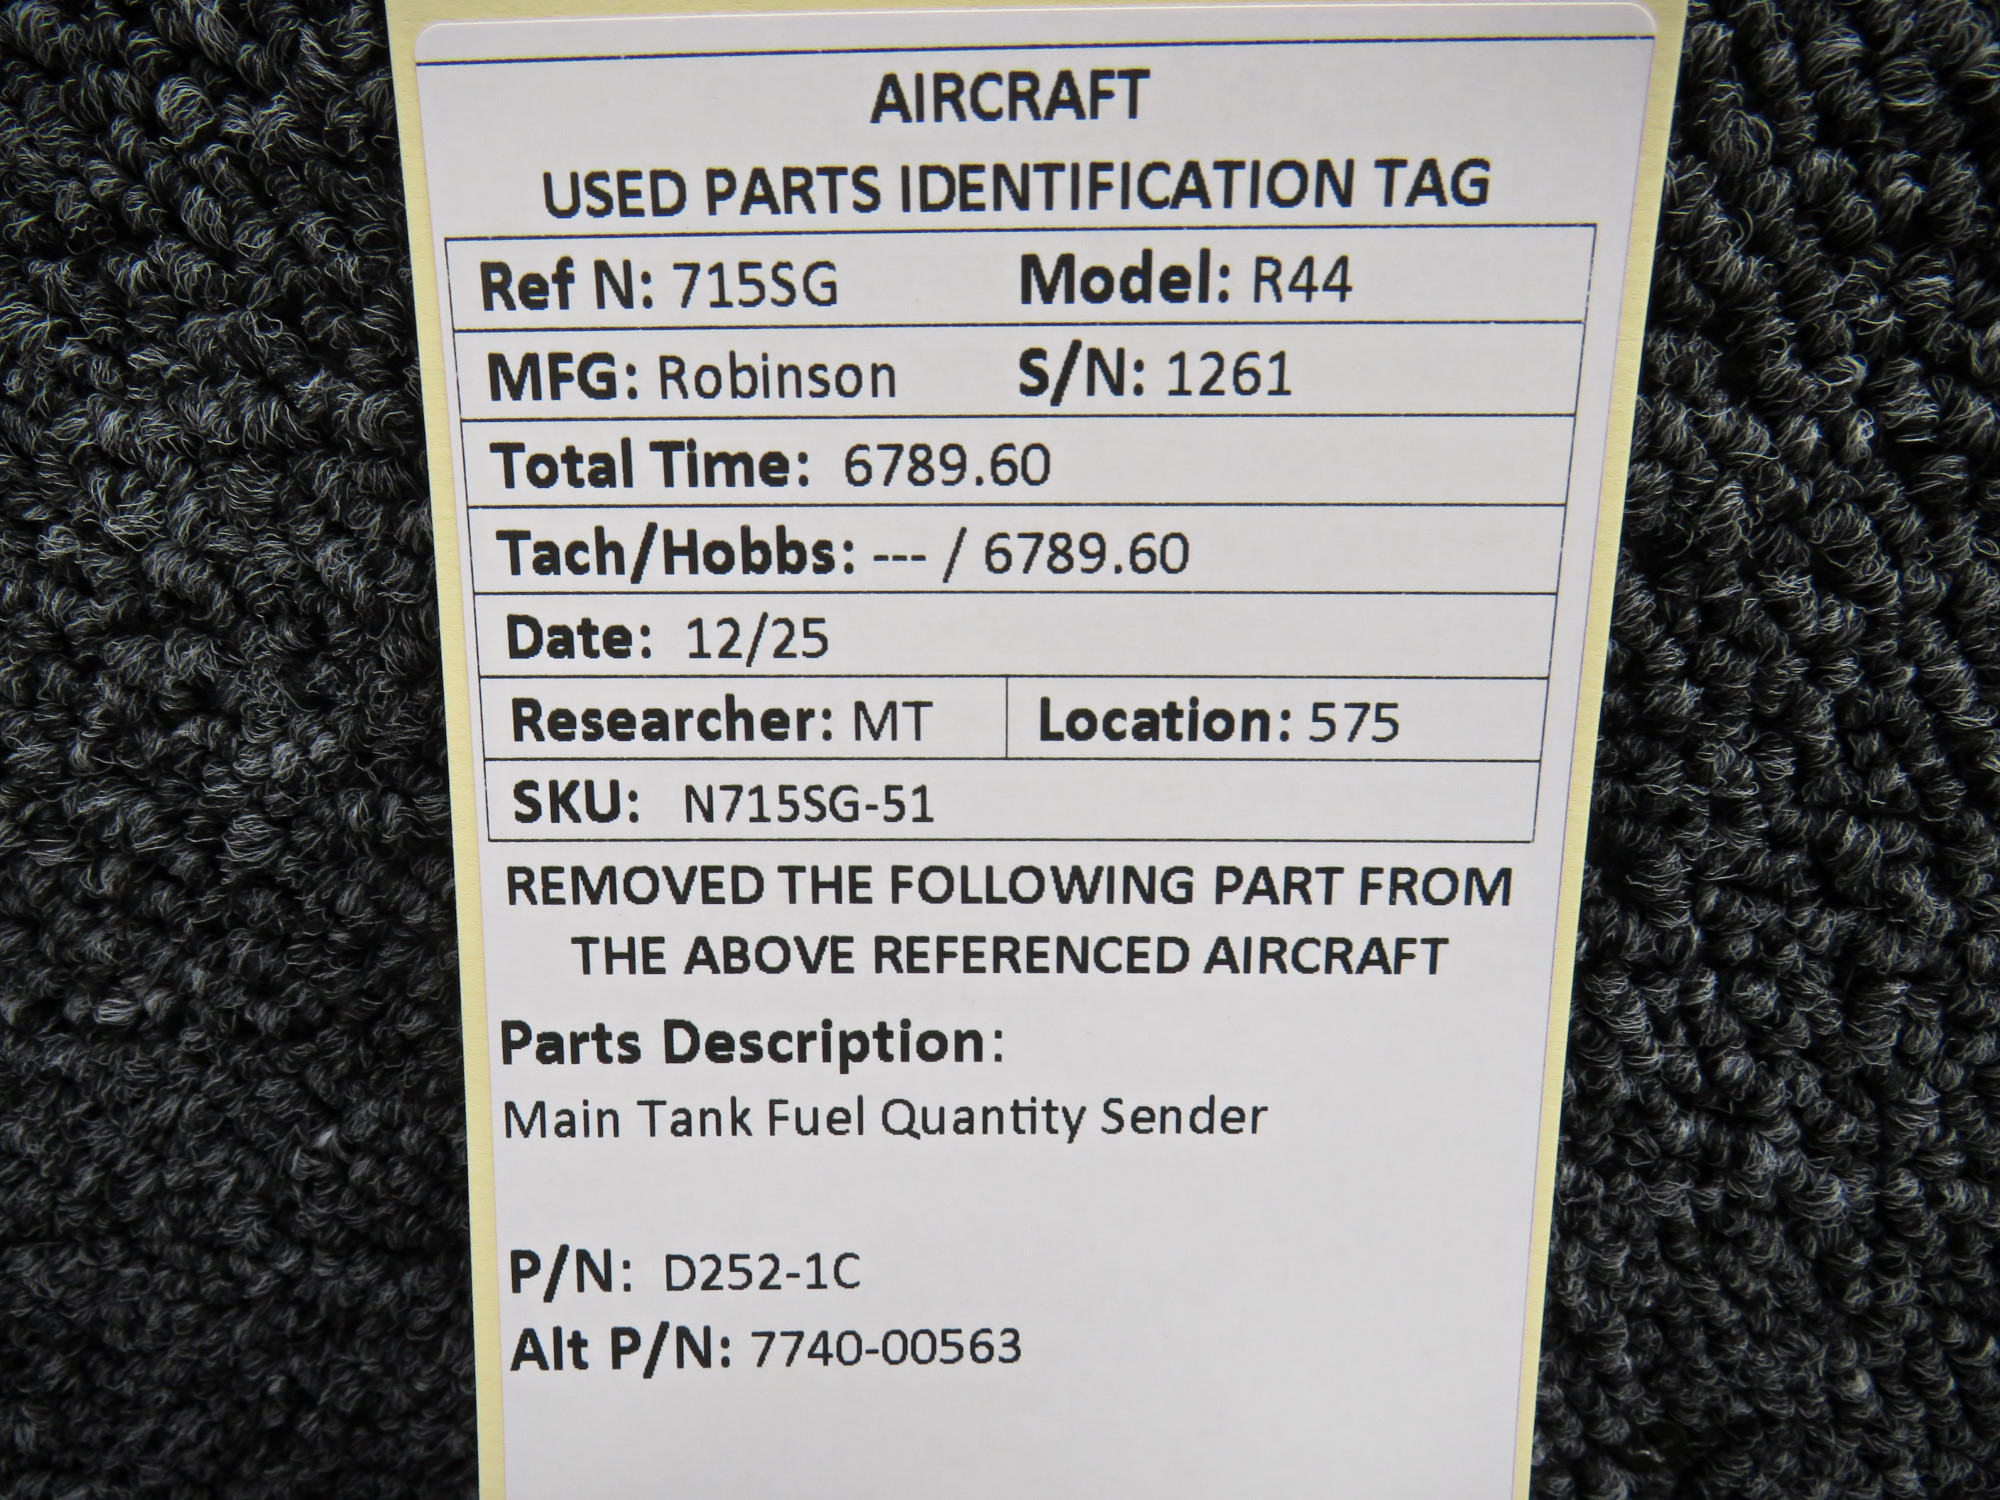 AIRCRAFT
USED PARTS IDENTIFICATION TAG
Ref N: 715SG Model: R44
MFG: Robinson S/N: 1261
Total Time: 6789.60
Tach/Hobbs: --- / 6789.60
Date: 12/25
Researcher: MT Location: 575
SKU: N715SG-51
REMOVED THE FOLLOWING PART FROM
THE ABOVE REFERENCED AIRCRAFT
Parts Description:
Main Tank Fuel Quantity Sender
P/N: D252-1C
Alt P/N: 7740-00563